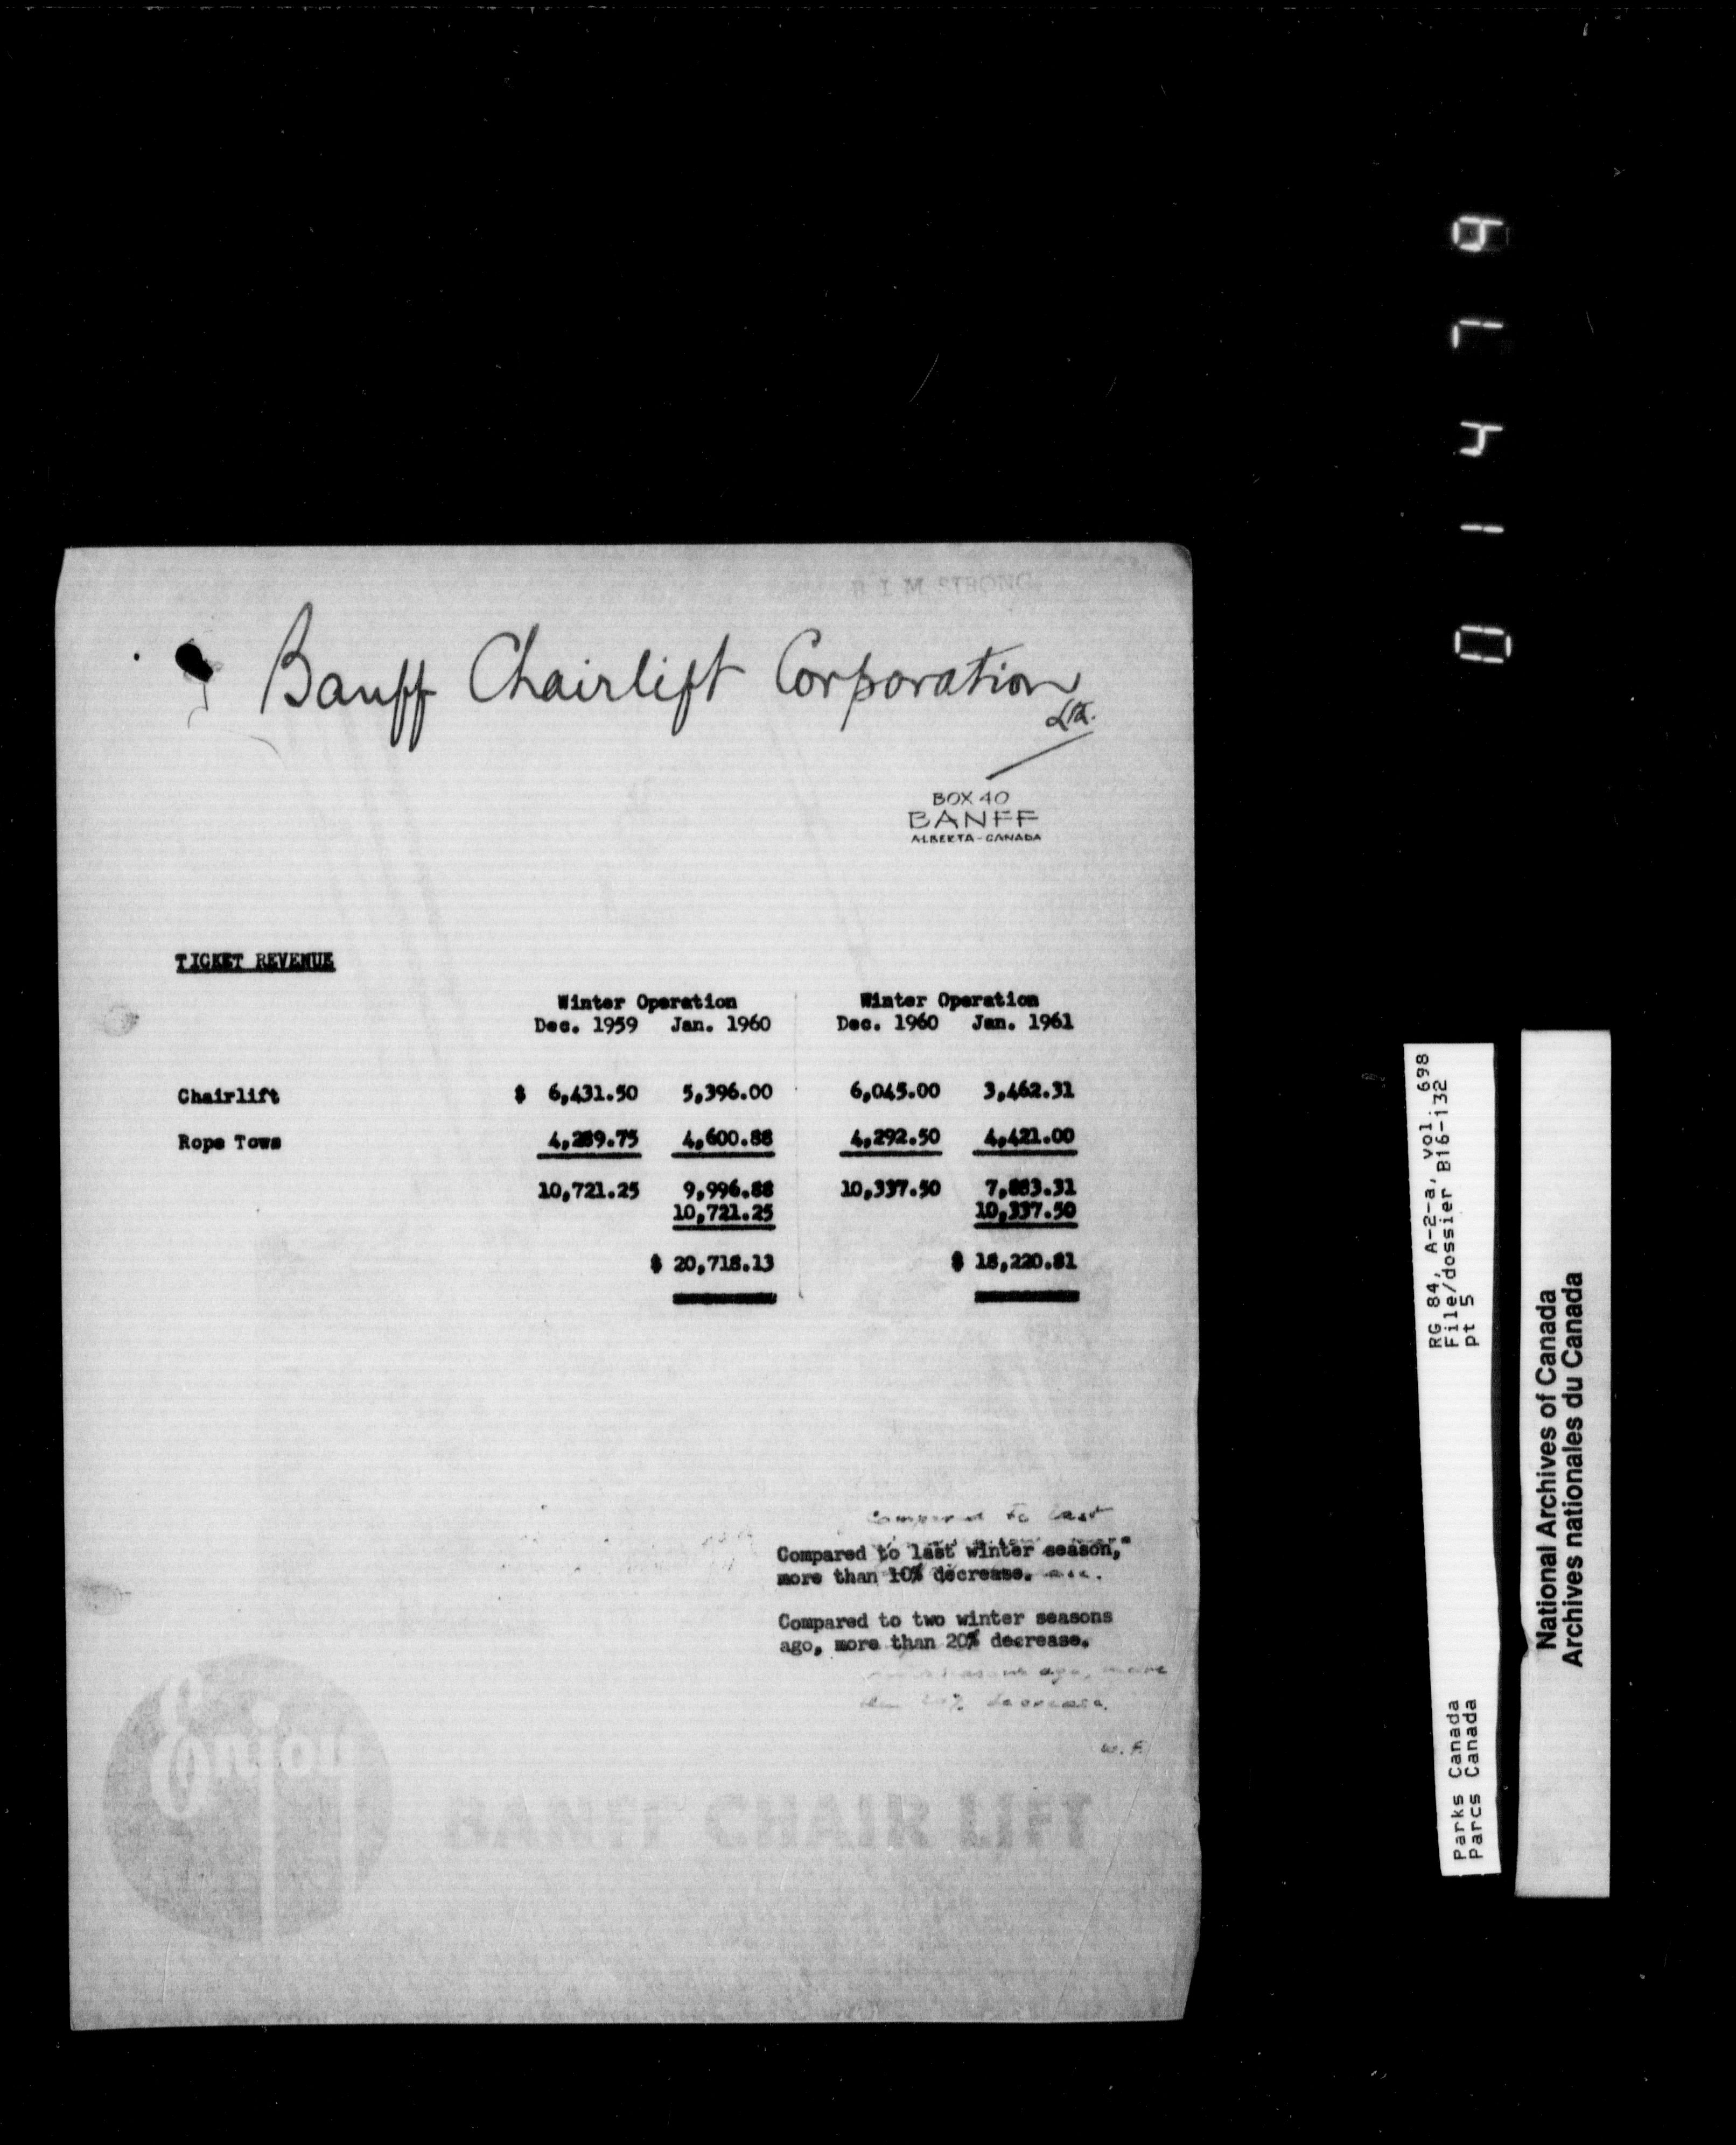 Banff Chairlift Corporation
Ltd.
BOX 40
BANFF
ALBERTA - CANADA
TICKET REVENUE
Winter Operation Winter Operation
Dec. 1959 Jan. 1960 Dec. 1960 Jan. 1961
Chairlift $ 6,431.50 5,396.00 6,045.00 3,462.31
Rope Tows 4,289.75 4,600.88 4,292.50 4,421.00
10,721.25 9,996.88 10,337.50 7,883.31
10,721.25 10,337.50
$ 20,718.13 $ 18,220.81
Compared to last
Compared to last winter season,
more than 10% decrease.
Compared to two winter seasons
ago, more than 20% decrease.
ago, more
20% decrease.
W. F.
Enjoy
BANFF CHAIR LIFT
RG 84, A-2-a, vol. 698
File/dossier B16-132
pt 5
Parks Canada
Parcs Canada
National Archives of Canada
Archives nationales du Canada